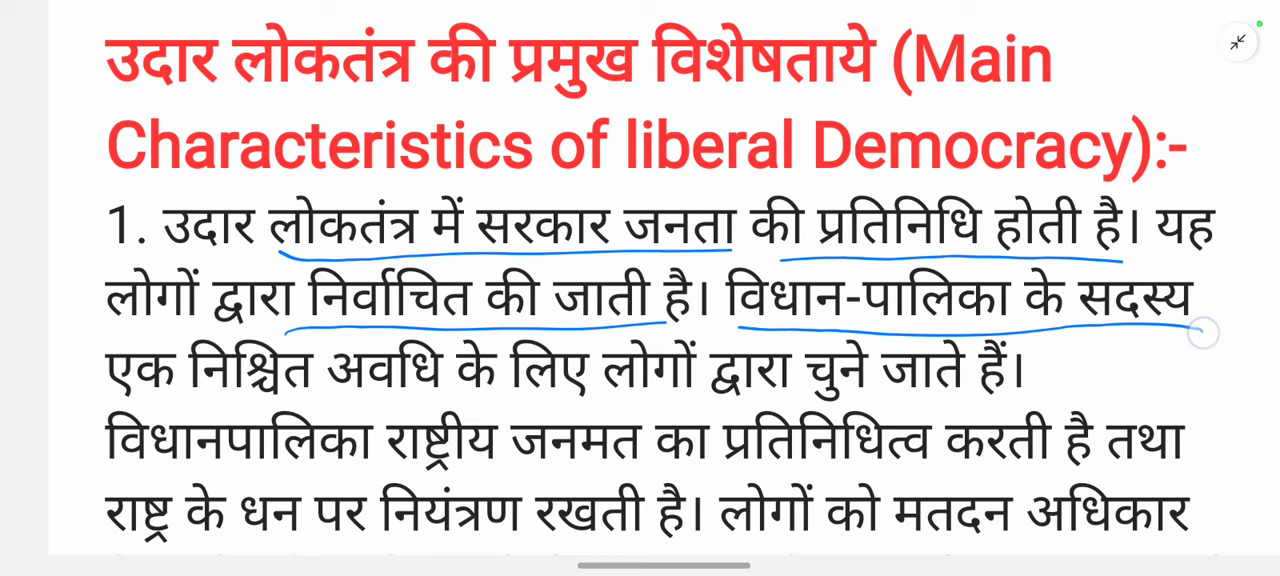 उदार लोकतंत्र की प्रमुख विशेषताये (Main
Characteristics of liberal Democracy):-
1. उदार लोकतंत्र में सरकार जनता की प्रतिनिधि होती है। यह
लोगों द्वारा निर्वाचित की जाती है। विधान-पालिका के सदस्य
एक निश्चित अवधि के लिए लोगों द्वारा चुने जाते हैं।
विधानपालिका राष्ट्रीय जनमत का प्रतिनिधित्व करती है तथा
राष्ट्र के धन पर नियंत्रण रखती है। लोगों को मतदन अधिकार